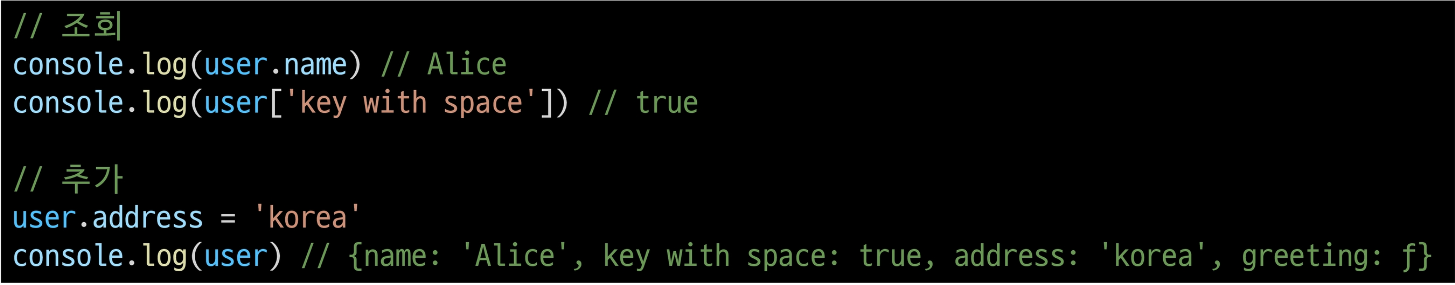 // 조회
console.log(user.name) // Alice
console.log(user['key with space']) // true
// 추가
user.address = 'korea'
console.log(user) // {name: 'Alice', key with space: true, address: 'korea', greeting: ƒ}